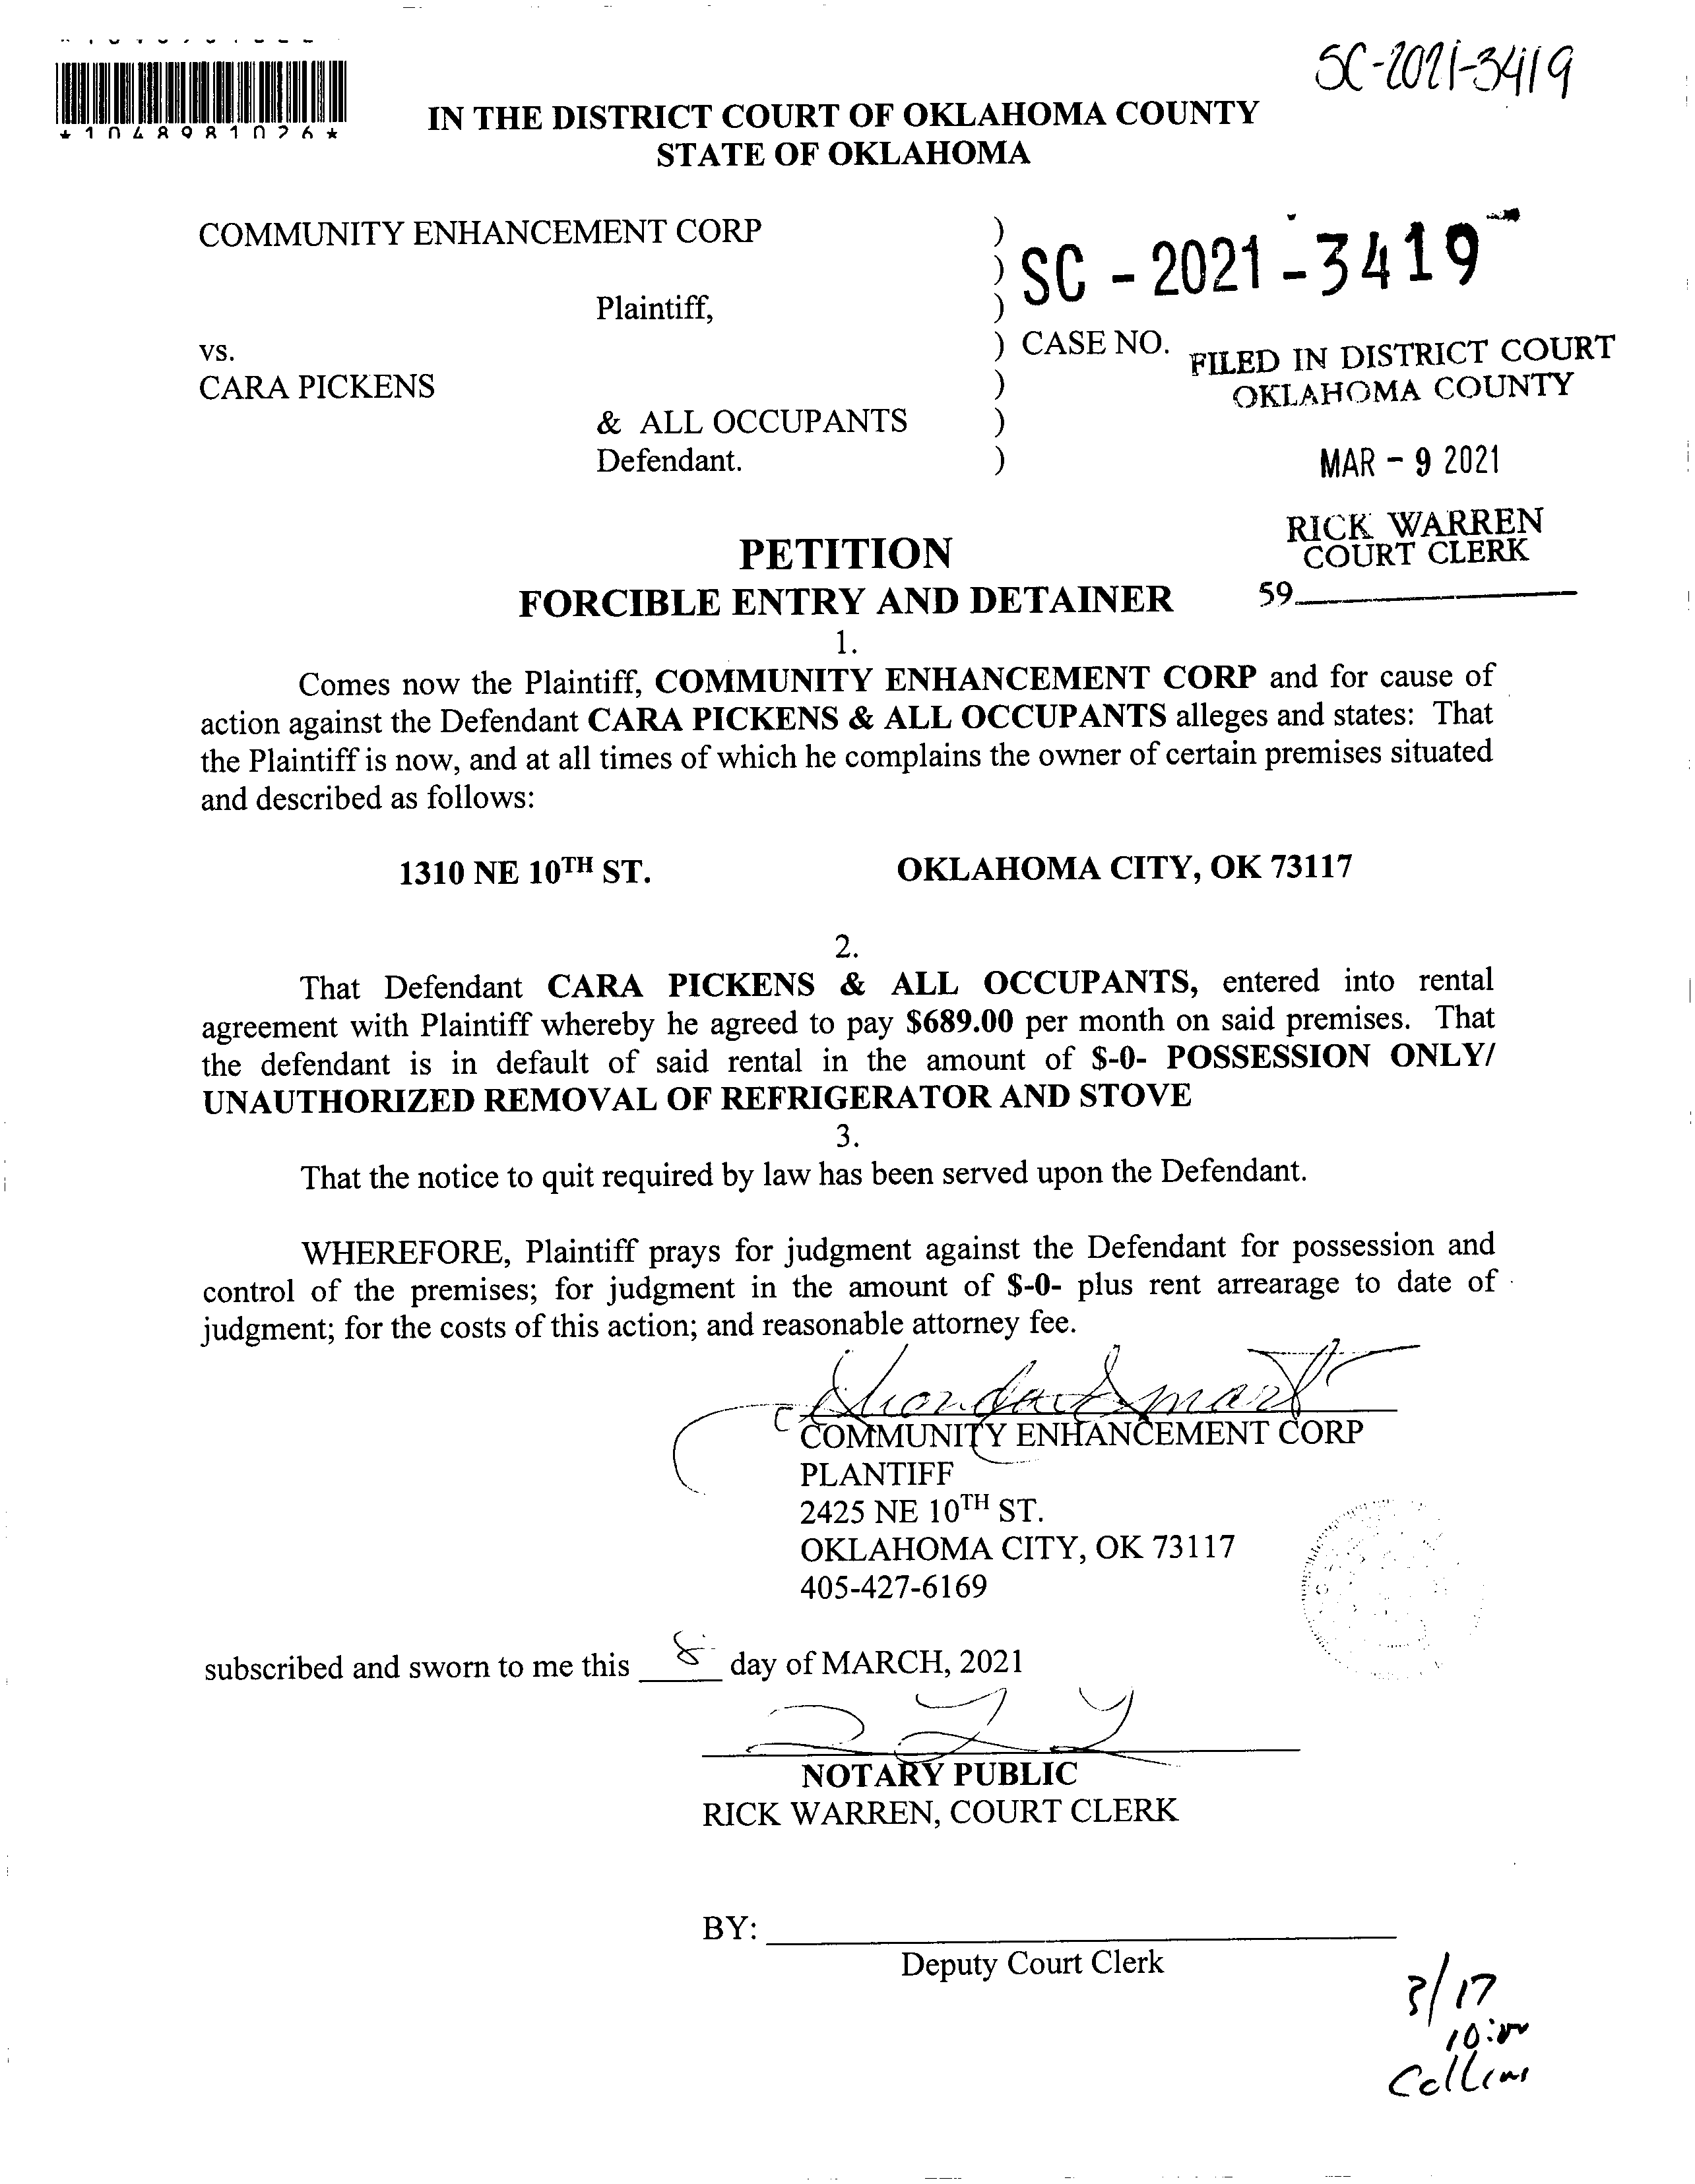 SC-2021-3419
*1048981026*
IN THE DISTRICT COURT OF OKLAHOMA COUNTY
STATE OF OKLAHOMA
COMMUNITY ENHANCEMENT CORP )
) SC - 2021 - 3419
Plaintiff, )
vs. ) CASE NO.
FILED IN DISTRICT COURT
CARA PICKENS )
OKLAHOMA COUNTY
& ALL OCCUPANTS )
Defendant. )
MAR - 9 2021
RICK WARREN
COURT CLERK
59
PETITION
FORCIBLE ENTRY AND DETAINER
1.
Comes now the Plaintiff, COMMUNITY ENHANCEMENT CORP and for cause of
action against the Defendant CARA PICKENS & ALL OCCUPANTS alleges and states: That
the Plaintiff is now, and at all times of which he complains the owner of certain premises situated
and described as follows:
1310 NE 10TH ST. OKLAHOMA CITY, OK 73117
2.
That Defendant CARA PICKENS & ALL OCCUPANTS, entered into rental
agreement with Plaintiff whereby he agreed to pay $689.00 per month on said premises. That
the defendant is in default of said rental in the amount of $-0- POSSESSION ONLY/
UNAUTHORIZED REMOVAL OF REFRIGERATOR AND STOVE
3.
That the notice to quit required by law has been served upon the Defendant.
WHEREFORE, Plaintiff prays for judgment against the Defendant for possession and
control of the premises; for judgment in the amount of $-0- plus rent arrearage to date of
judgment; for the costs of this action; and reasonable attorney fee.
Smart
COMMUNITY ENHANCEMENT CORP
PLANTIFF
2425 NE 10TH ST.
OKLAHOMA CITY, OK 73117
405-427-6169
subscribed and sworn to me this 8 day of MARCH, 2021
NOTARY PUBLIC
RICK WARREN, COURT CLERK
BY:
Deputy Court Clerk
3/17
10:00
Collins